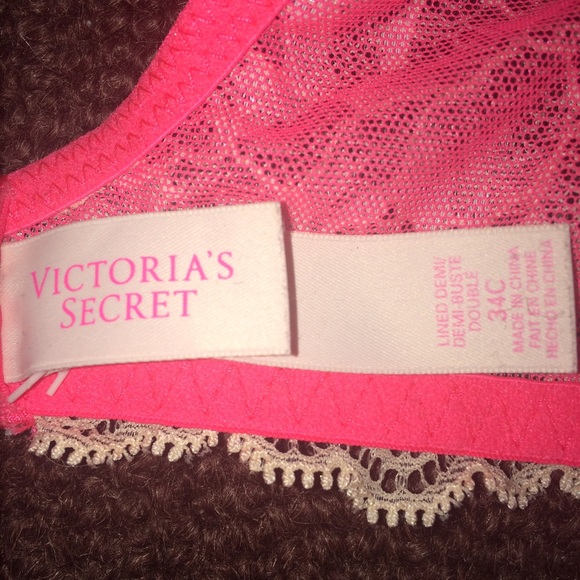 VICTORIA'S
SECRET
LINED DEMI/
DEMI-BUSTE
DOUBLÉ
34C
MADE IN CHINA
FAIT EN CHINE
HECHO EN CHINA